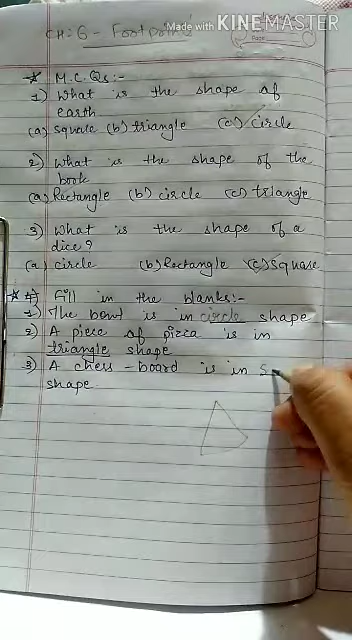 Made with KINEMASTER
CH:6 - Footprint
Page
M.C.Qs:-
1) What is the shape of
earth
(a) Square (b) triangle (c) circle
2) What is the shape of the
book
(a) Rectangle (b) circle (c) triangle
3) What is the shape of a
dice?
(a) circle (b) Rectangle (c) square
Fill in the blanks:-
1) The bowl is in circle shape
2) A piece of pizza is in
triangle shape
3) A chess-board is in S
shape